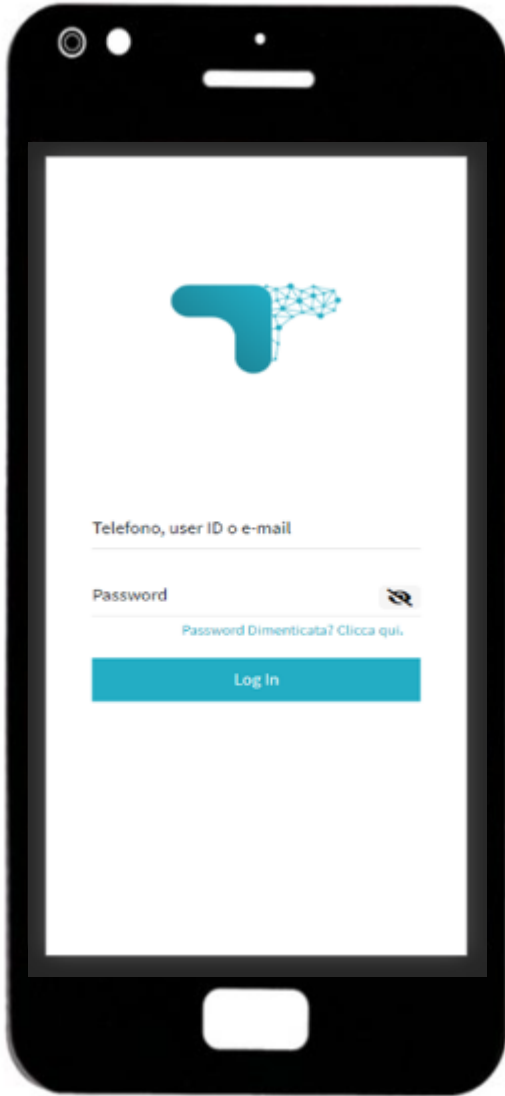 Telefono, user ID o e-mail
Password
Password Dimenticata? Clicca qui.
Log In